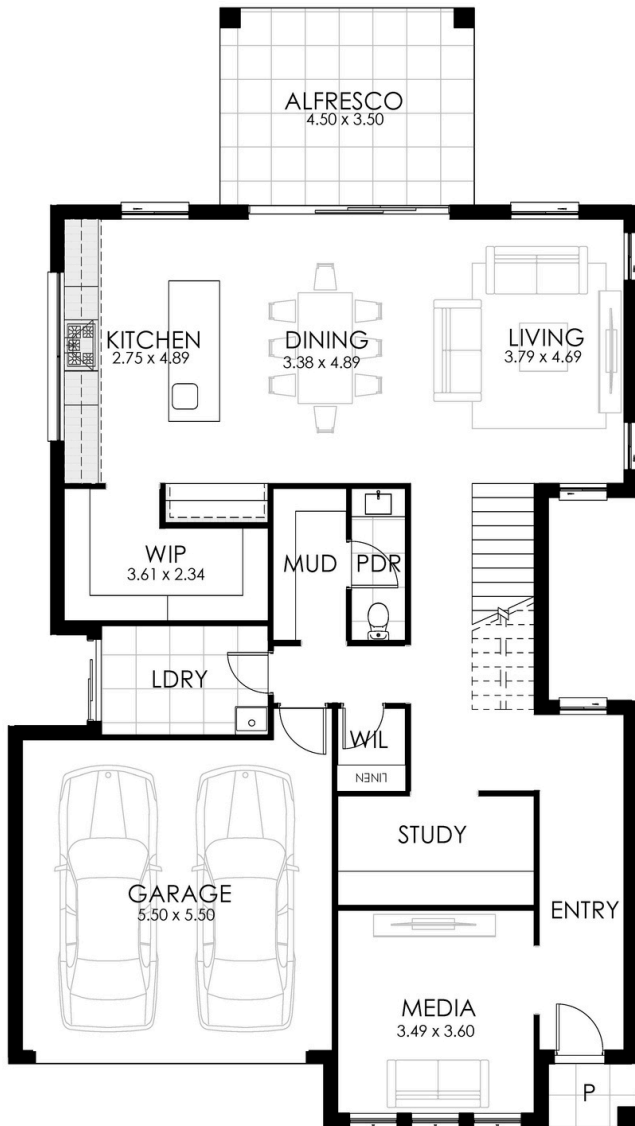 ALFRESCO
4.50 x 3.50
KITCHEN
2.75 x 4.89
DINING
3.38 x 4.89
LIVING
3.79 x 4.69
WIP
3.61 x 2.34
MUD
PDR
LDRY
WIL
LINEN
STUDY
GARAGE
5.50 x 5.50
ENTRY
MEDIA
3.49 x 3.60
P